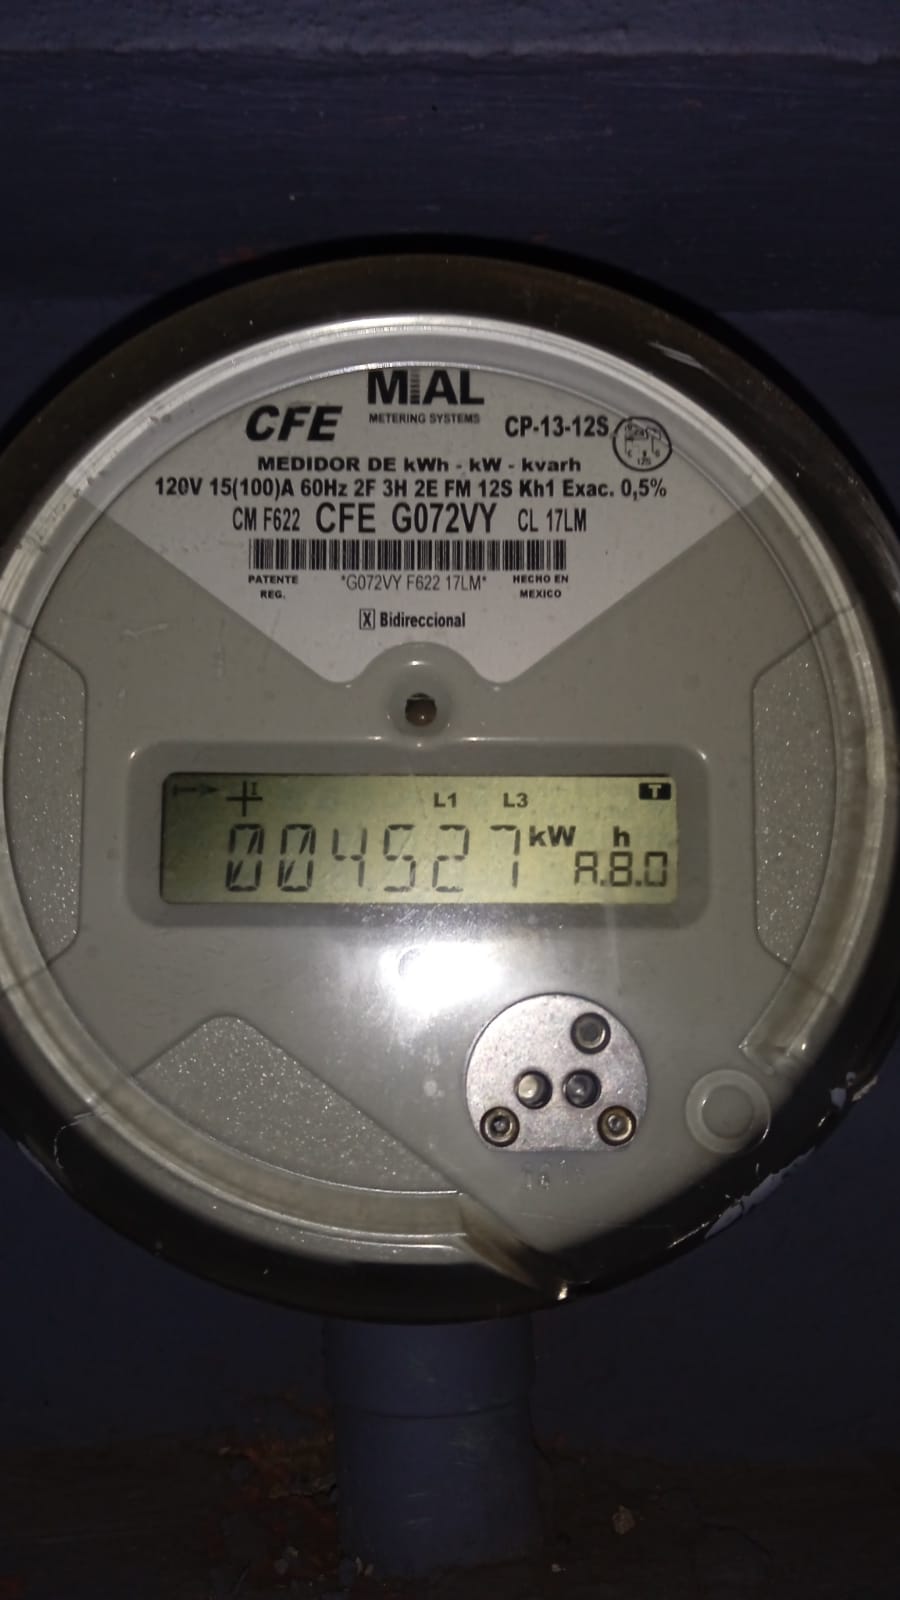 MIAL
METERING SYSTEMS
CFE
CP-13-12S
MEDIDOR DE kWh - kW - kvarh
120V 15(100)A 60Hz 2F 3H 2E FM 12S Kh1 Exac. 0,5%
CM F622 CFE G072VY CL 17LM
PATENTE REG.
*G072VY F622 17LM*
HECHO EN MEXICO
X Bidireccional
L1 L3 T
004527 kW h
A.8.0